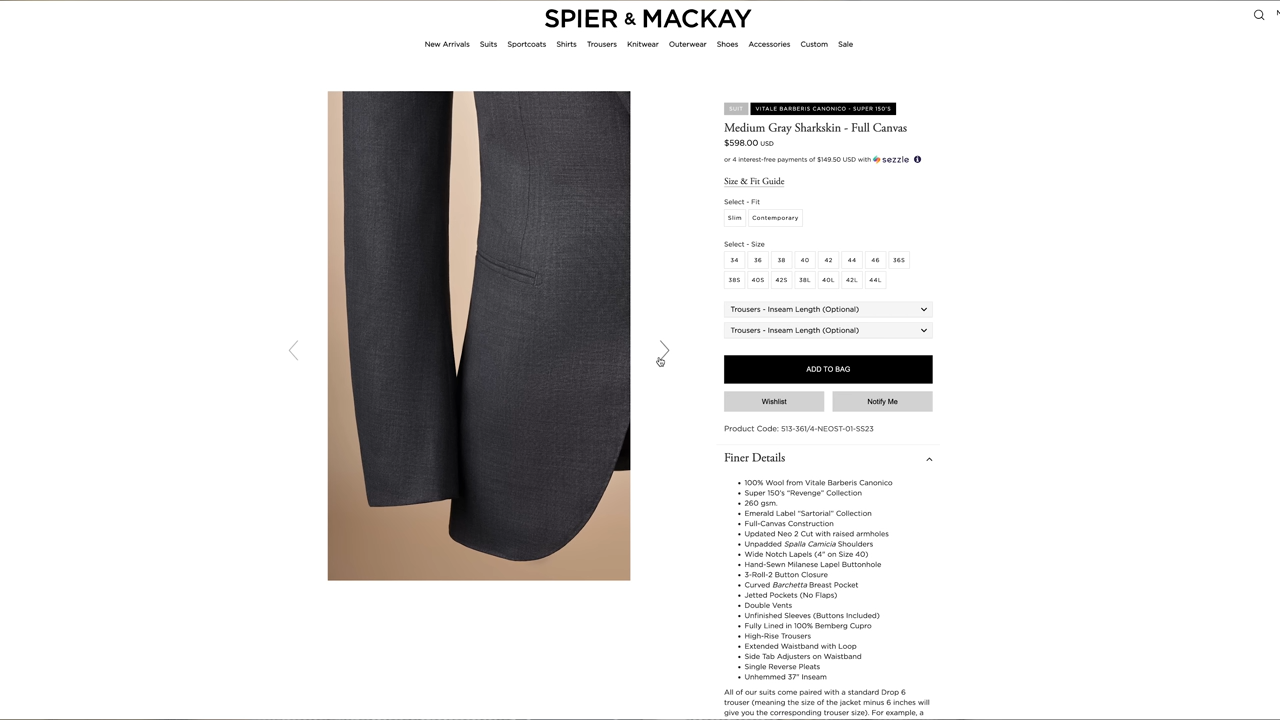 SPIER & MACKAY
New Arrivals Suits Sportcoats Shirts Trousers Knitwear Outerwear Shoes Accessories Custom Sale
SUIT VITALE BARBERIS CANONICO - SUPER 150'S
Medium Gray Sharkskin - Full Canvas
$598.00 USD
or 4 interest-free payments of $149.50 USD with sezzle
Size & Fit Guide
Select - Fit
Slim Contemporary
Select - Size
34 36 38 40 42 44 46 36S
38S 40S 42S 38L 40L 42L 44L
Trousers - Inseam Length (Optional)
Trousers - Inseam Length (Optional)
ADD TO BAG
Wishlist Notify Me
Product Code: 513-361/4-NEOST-01-SS23
Finer Details
• 100% Wool from Vitale Barberis Canonico
• Super 150's "Revenge" Collection
• 260 gsm.
• Emerald Label "Sartorial" Collection
• Full-Canvas Construction
• Updated Neo 2 Cut with raised armholes
• Unpadded Spalla Camicia Shoulders
• Wide Notch Lapels (4" on Size 40)
• Hand-Sewn Milanese Lapel Buttonhole
• 3-Roll-2 Button Closure
• Curved Barchetta Breast Pocket
• Jetted Pockets (No Flaps)
• Double Vents
• Unfinished Sleeves (Buttons Included)
• Fully Lined in 100% Bemberg Cupro
• High-Rise Trousers
• Extended Waistband with Loop
• Side Tab Adjusters on Waistband
• Single Reverse Pleats
• Unhemmed 37" Inseam
All of our suits come paired with a standard Drop 6
trouser (meaning the size of the jacket minus 6 inches will
give you the corresponding trouser size). For example, a